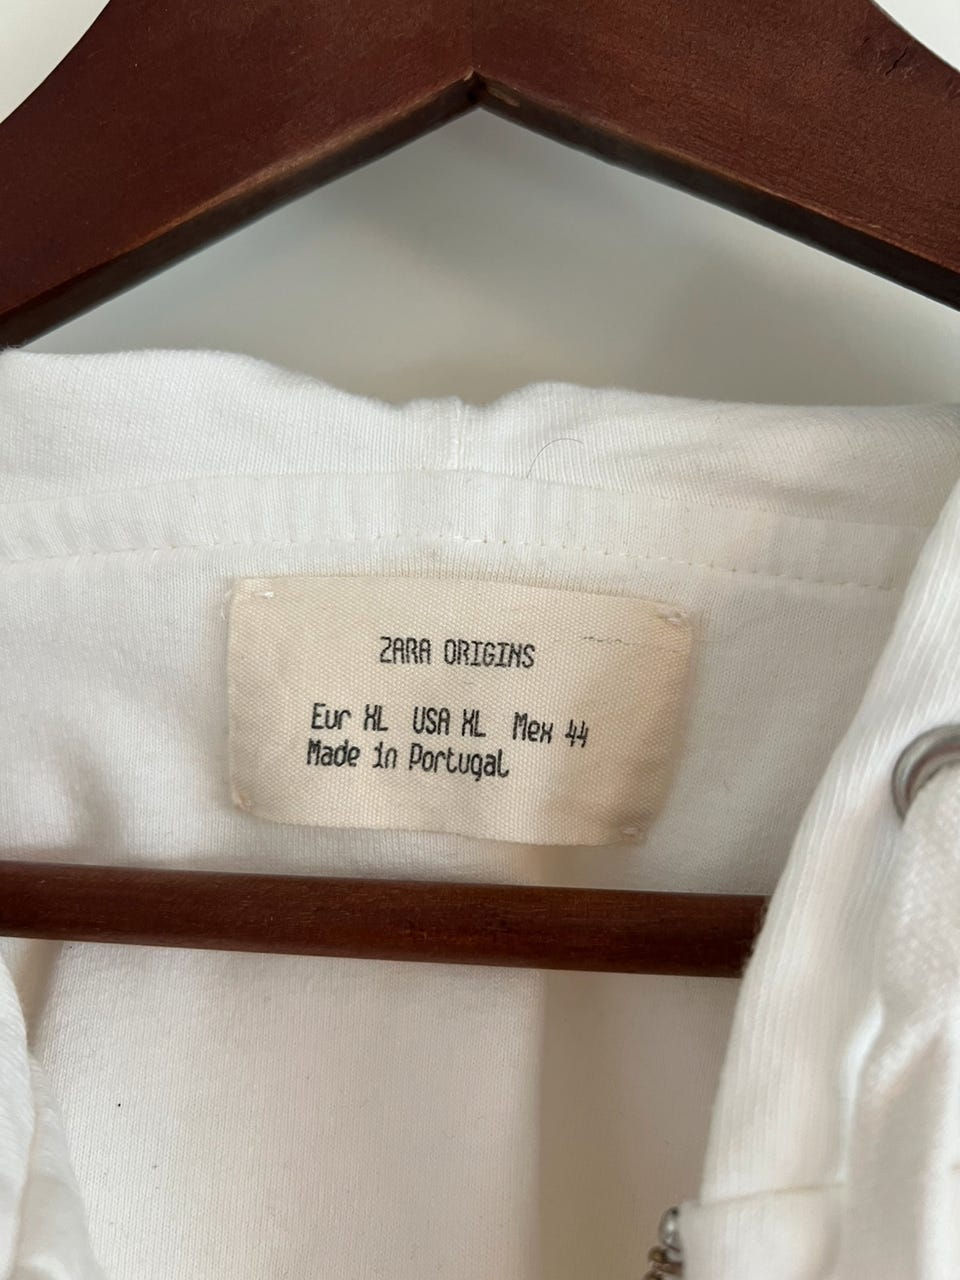 ZARA ORIGINS
Eur XL USA XL Mex 44
Made in Portugal